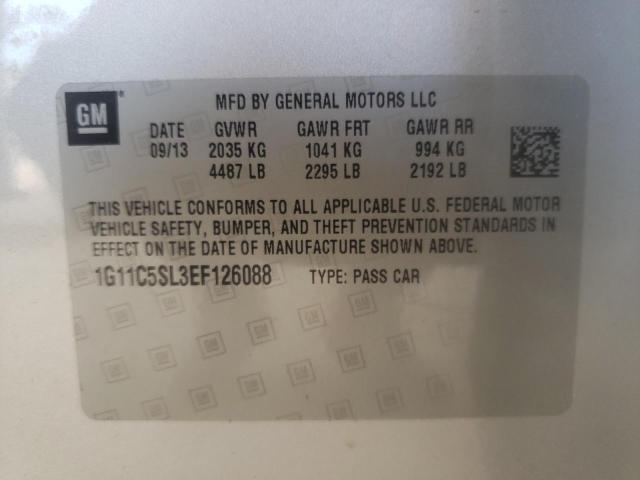 GM ®
MFD BY GENERAL MOTORS LLC
DATE GVWR GAWR FRT GAWR RR
09/13 2035 KG 1041 KG 994 KG
4487 LB 2295 LB 2192 LB
THIS VEHICLE CONFORMS TO ALL APPLICABLE U.S. FEDERAL MOTOR
VEHICLE SAFETY, BUMPER, AND THEFT PREVENTION STANDARDS IN
EFFECT ON THE DATE OF MANUFACTURE SHOWN ABOVE.
1G11C5SL3EF126088 TYPE: PASS CAR